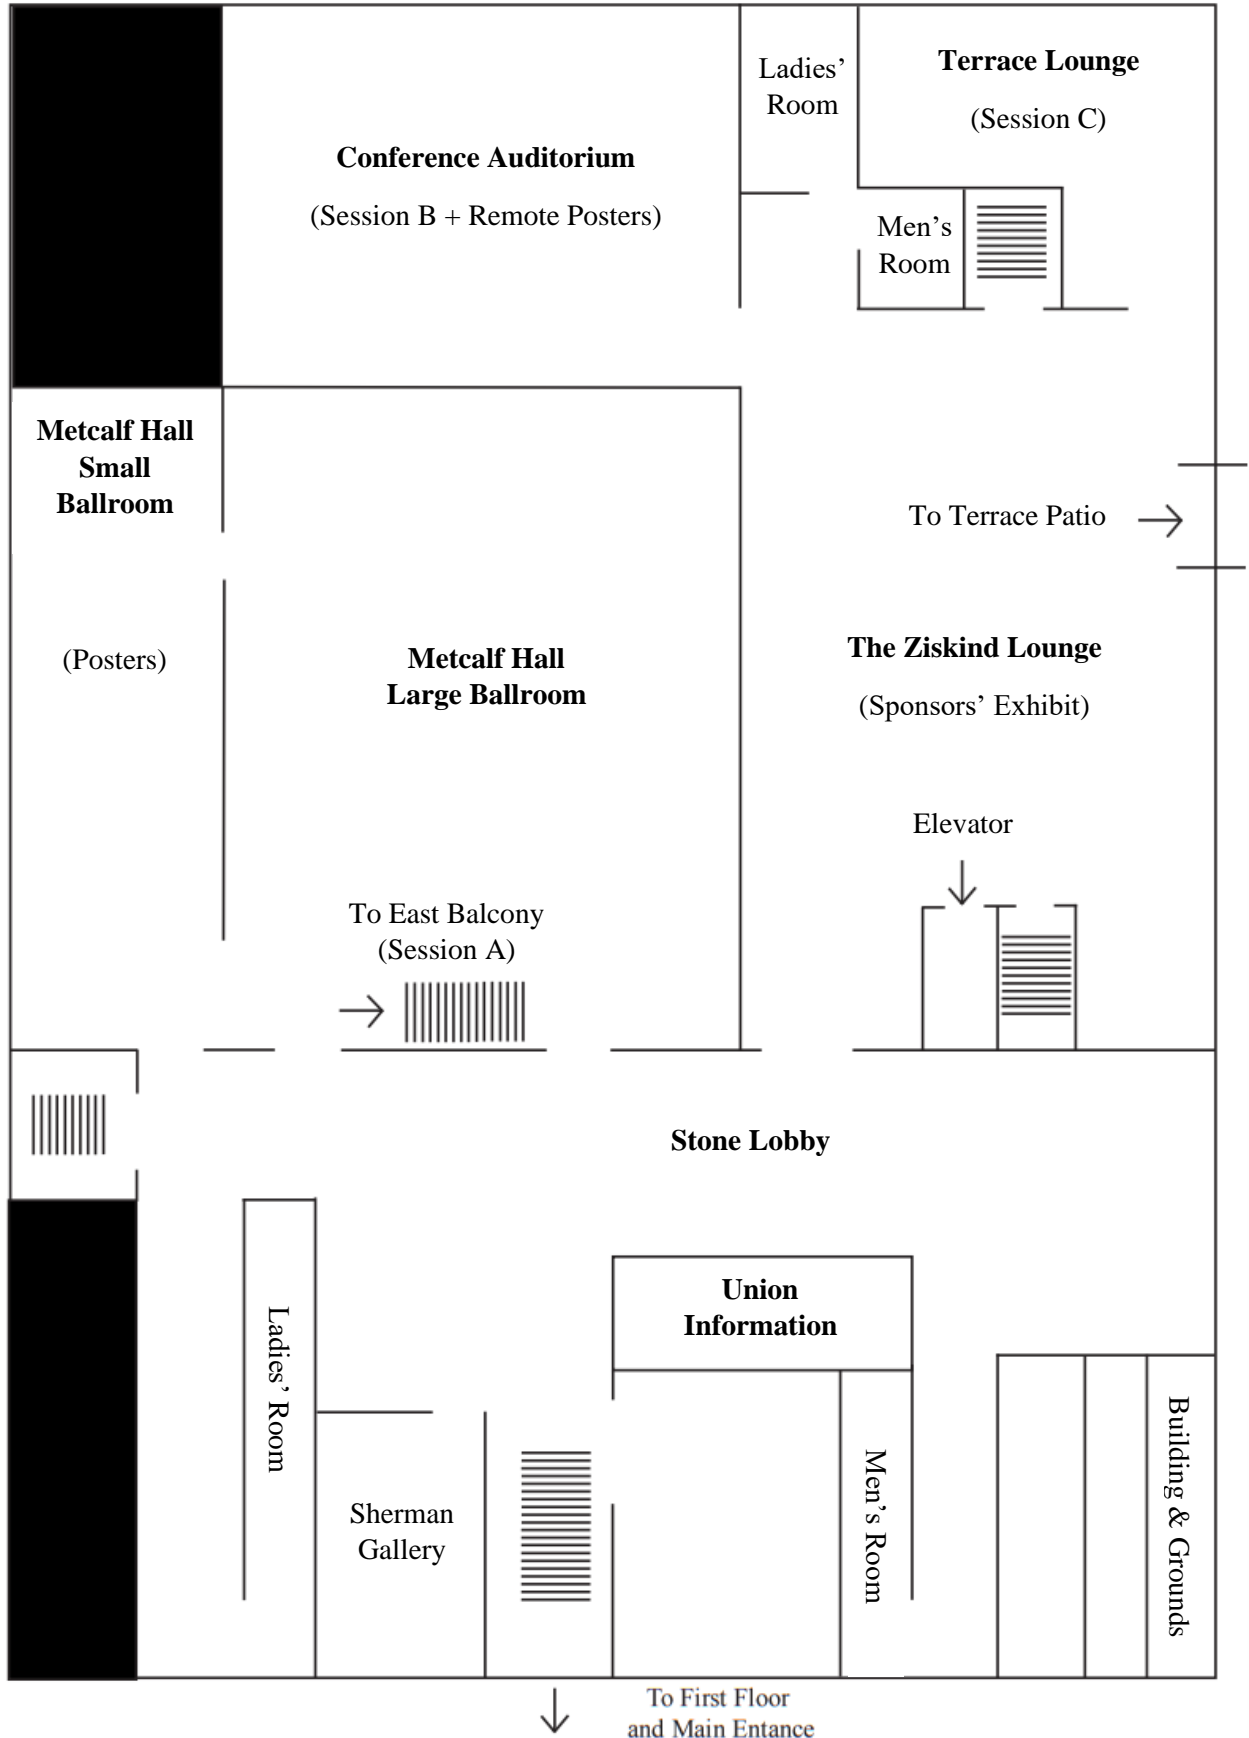 Ladies’
Room
Terrace Lounge
(Session C)
Conference Auditorium
(Session B + Remote Posters)
Men’s
Room
Metcalf Hall
Small
Ballroom
(Posters)
To Terrace Patio
Metcalf Hall
Large Ballroom
The Ziskind Lounge
(Sponsors’ Exhibit)
Elevator
To East Balcony
(Session A)
Stone Lobby
Union
Information
Ladies’ Room
Sherman
Gallery
Men’s Room
Building & Grounds
To First Floor
and Main Entance